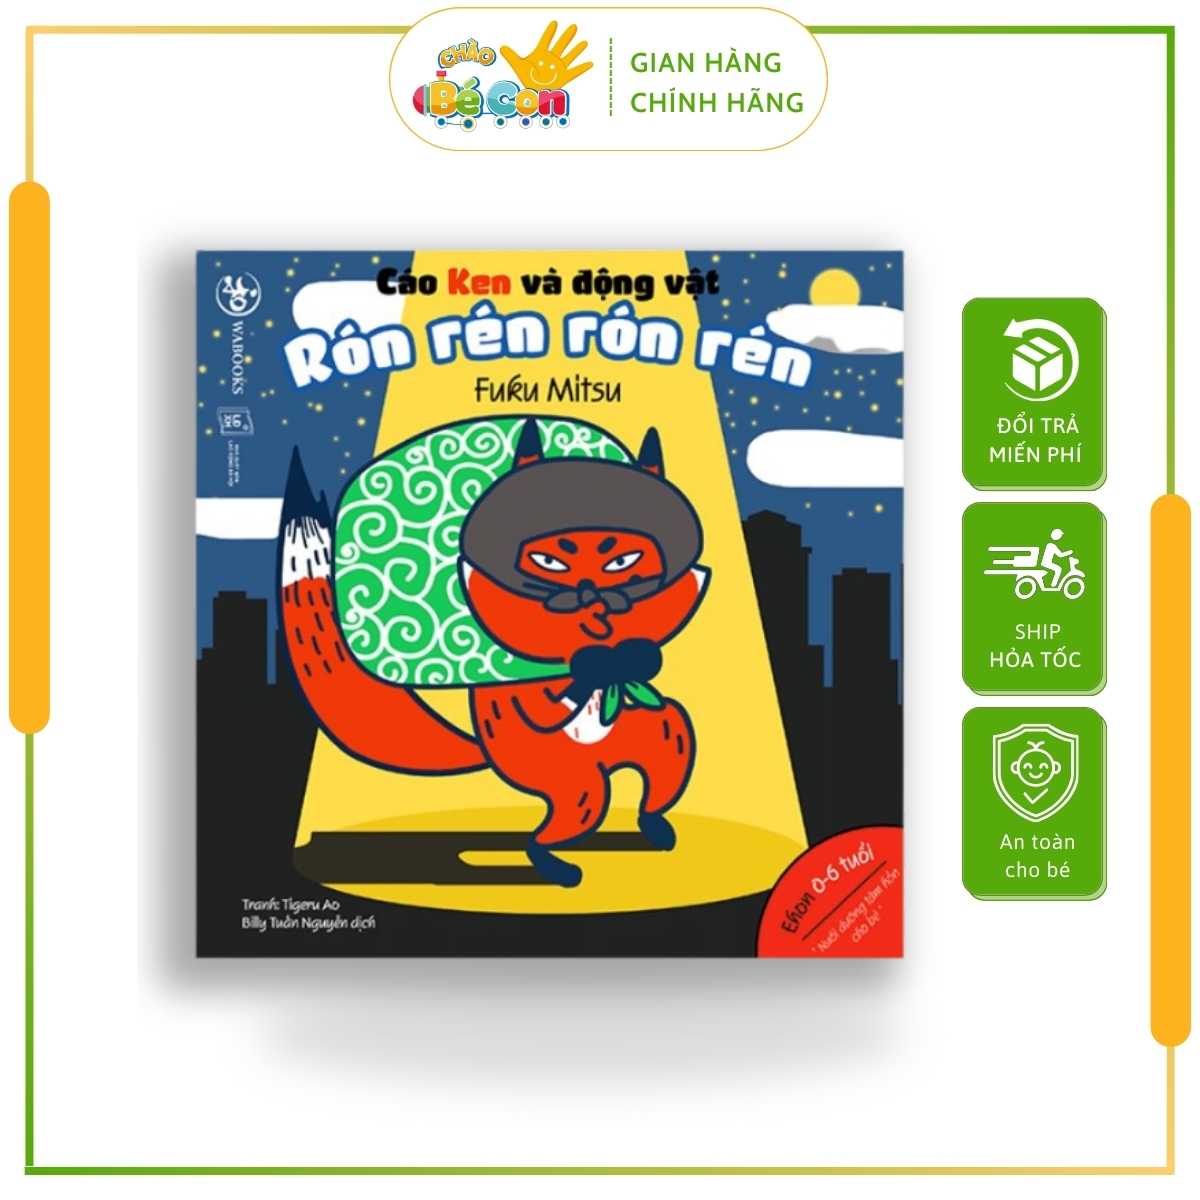 CHÀO
Bé Con
GIAN HÀNG
CHÍNH HÃNG
Cáo Ken và động vật
Rón rén rón rén
Fuku Mitsu
WABOOKS
Tranh: Tigeru Ao
Billy Tuấn Nguyên dịch
Ehon 0-6 tuổi
" Nuôi dưỡng tâm hồn
cho bé "
ĐỔI TRẢ
MIẾN PHÍ
SHIP
HỎA TỐC
An toàn
cho bé